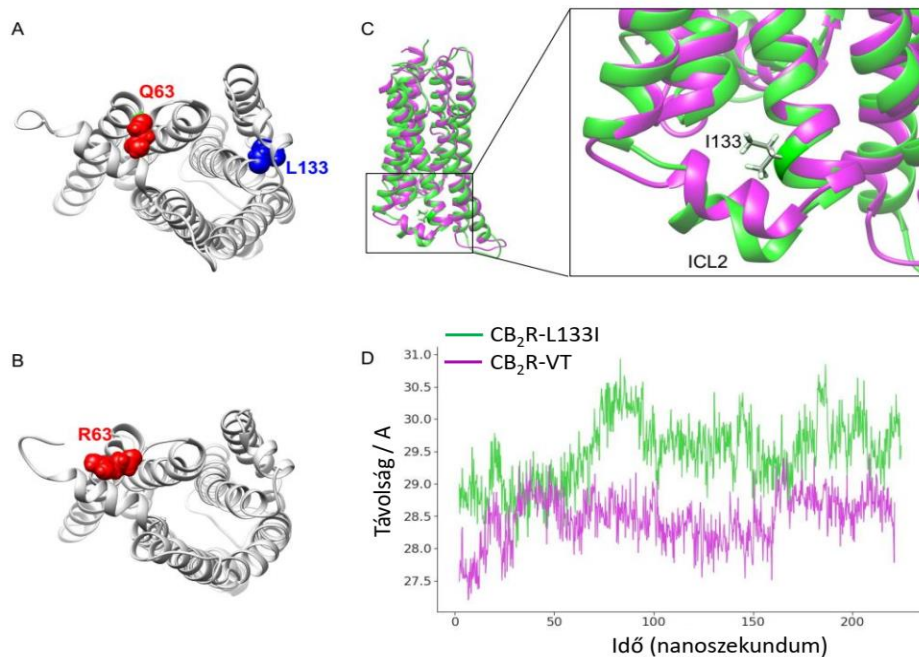 A
Q63
L133
B
R63
C
I133
ICL2
D
CB₂R-L133I
CB₂R-VT
Távolság / A
31.0
30.5
30.0
29.5
29.0
28.5
28.0
27.5
0
50
100
150
200
Idő (nanoszekundum)